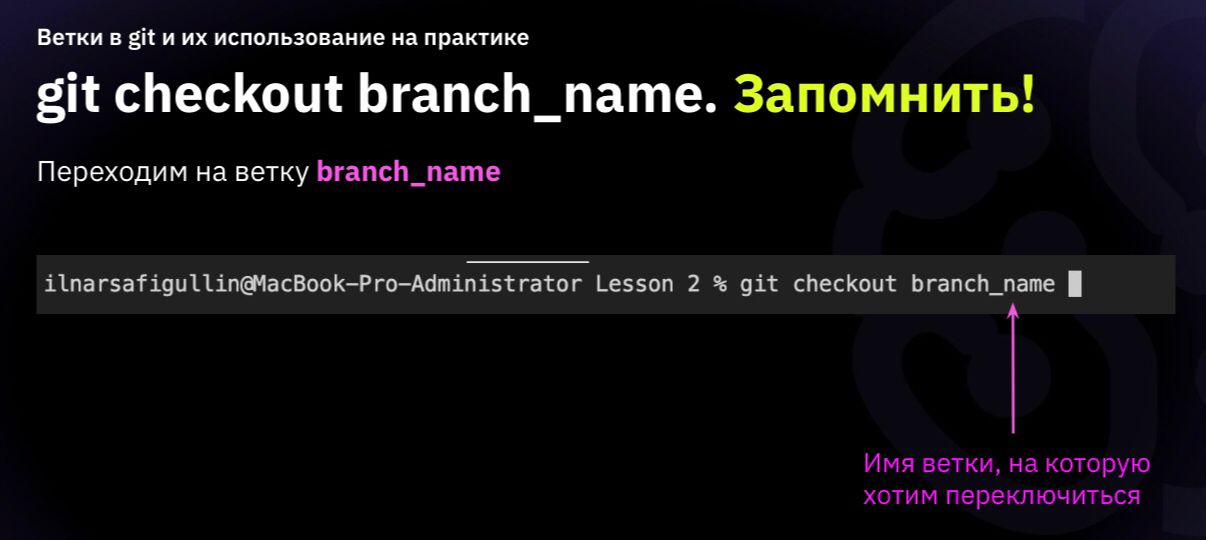 Ветки в git и их использование на практике
git checkout branch_name. Запомнить!
Переходим на ветку branch_name
ilnarsafigullin@MacBook-Pro-Administrator Lesson 2 % git checkout branch_name
Имя ветки, на которую
хотим переключиться